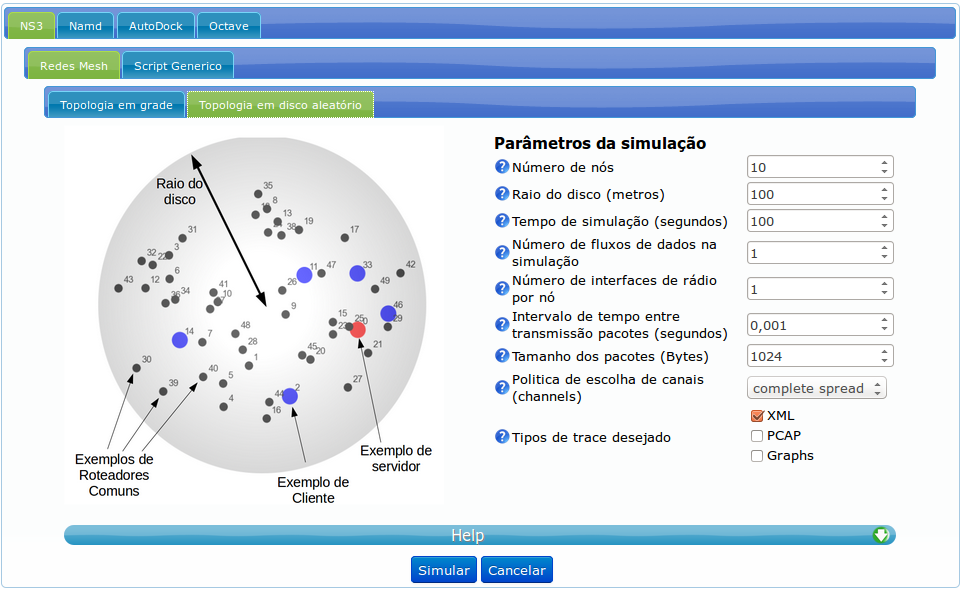 NS3 Namd AutoDock Octave
Redes Mesh Script Generico
Topologia em grade Topologia em disco aleatório
Raio do
disco
35
8
13
19
38
17
31
3
32
22
6
12
43
34
36
41
10
11
47
33
42
49
26
9
46
29
15
25
0
23
21
14
7
48
28
1
45
20
30
39
40
5
4
44
2
16
27
Exemplos de
Roteadores
Comuns
Exemplo de
Cliente
Exemplo de
servidor
Parâmetros da simulação
Número de nós 10
Raio do disco (metros) 100
Tempo de simulação (segundos) 100
Número de fluxos de dados na
simulação 1
Número de interfaces de rádio
por nó 1
Intervalo de tempo entre
transmissão pacotes (segundos) 0,001
Tamanho dos pacotes (Bytes) 1024
Politica de escolha de canais
(channels) complete spread
Tipos de trace desejado
XML
PCAP
Graphs
Help
Simular Cancelar